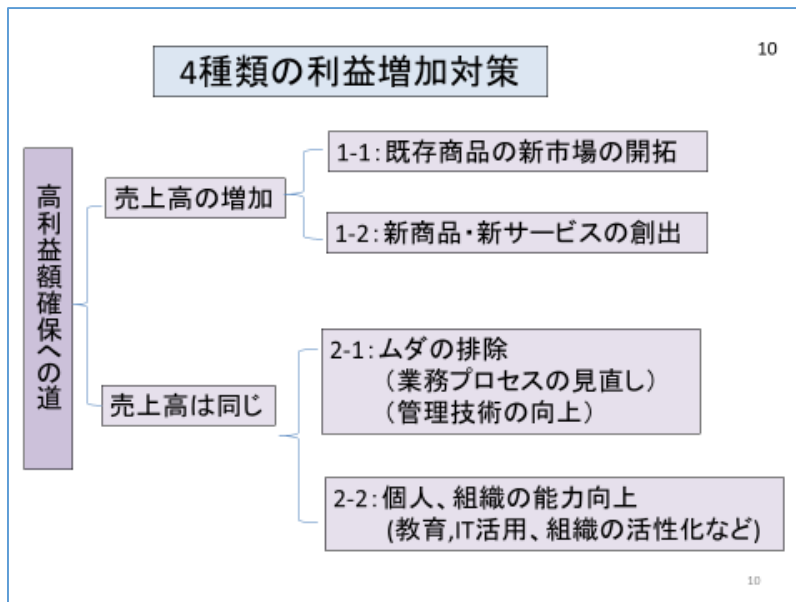 10
4種類の利益増加対策
高利益額確保への道
売上高の増加
1-1：既存商品の新市場の開拓
1-2：新商品・新サービスの創出
売上高は同じ
2-1：ムダの排除
（業務プロセスの見直し）
（管理技術の向上）
2-2：個人、組織の能力向上
(教育,IT活用、組織の活性化など)
10